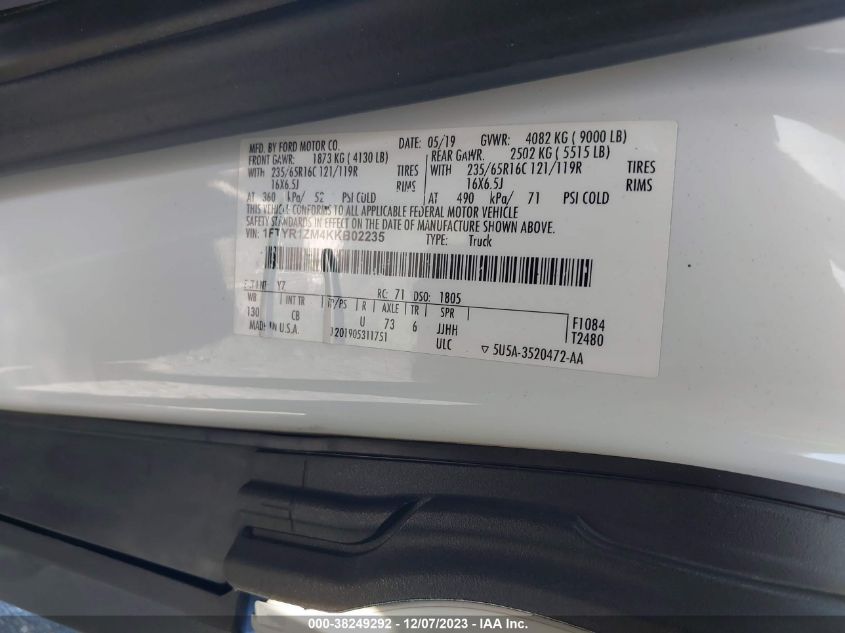 MFD. BY FORD MOTOR CO. DATE: 05/19 GVWR: 4082 KG ( 9000 LB)
FRONT GAWR: 1873 KG ( 4130 LB) REAR GAWR: 2502 KG ( 5515 LB)
WITH 235/65R16C 121/119R TIRES WITH 235/65R16C 121/119R TIRES
16X6.5J RIMS 16X6.5J RIMS
AT 360 kPa/ 52 PSI COLD AT 490 kPa/ 71 PSI COLD
THIS VEHICLE CONFORMS TO ALL APPLICABLE FEDERAL MOTOR VEHICLE
SAFETY STANDARDS IN EFFECT ON THE DATE OF MANUFACTURE SHOWN ABOVE.
VIN: 1FTYR1ZM4KKB02235 TYPE: Truck
YZ RC: 71 DSO: 1805
WB INT TR TP/PS R AXLE TR SPR
130 CB U 73 6 JJHH F1084
MADE IN U.S.A. 120190531175 ULC T2480
▽ 5U5A-3520472-AA
000-38249292 - 12/07/2023 - IAA Inc.